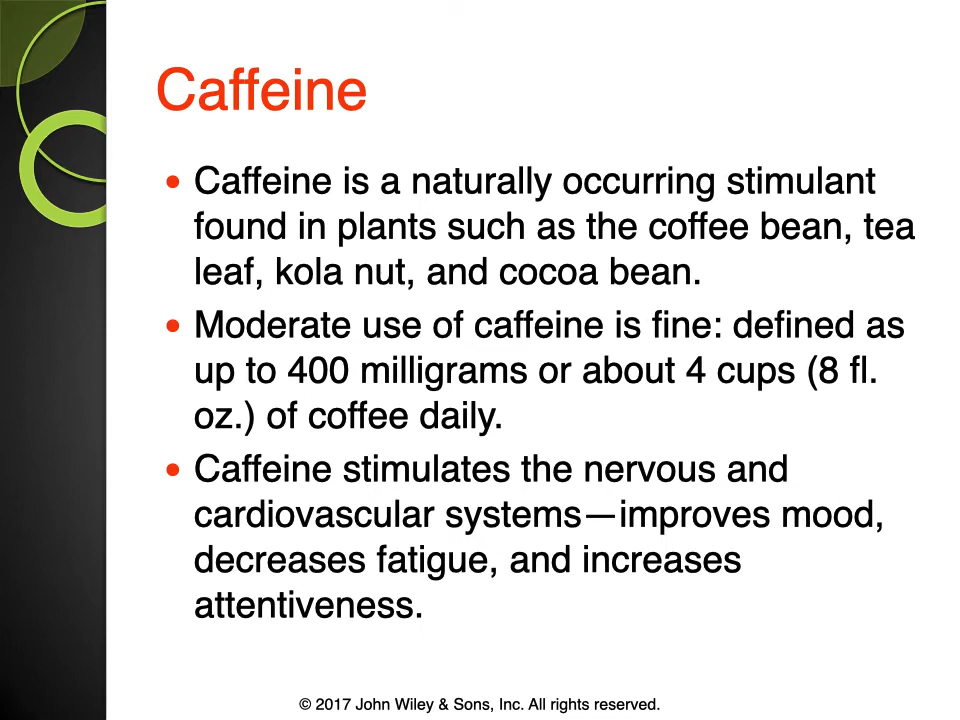 Caffeine
• Caffeine is a naturally occurring stimulant
found in plants such as the coffee bean, tea
leaf, kola nut, and cocoa bean.
• Moderate use of caffeine is fine: defined as
up to 400 milligrams or about 4 cups (8 fl.
oz.) of coffee daily.
• Caffeine stimulates the nervous and
cardiovascular systems—improves mood,
decreases fatigue, and increases
attentiveness.
© 2017 John Wiley & Sons, Inc. All rights reserved.